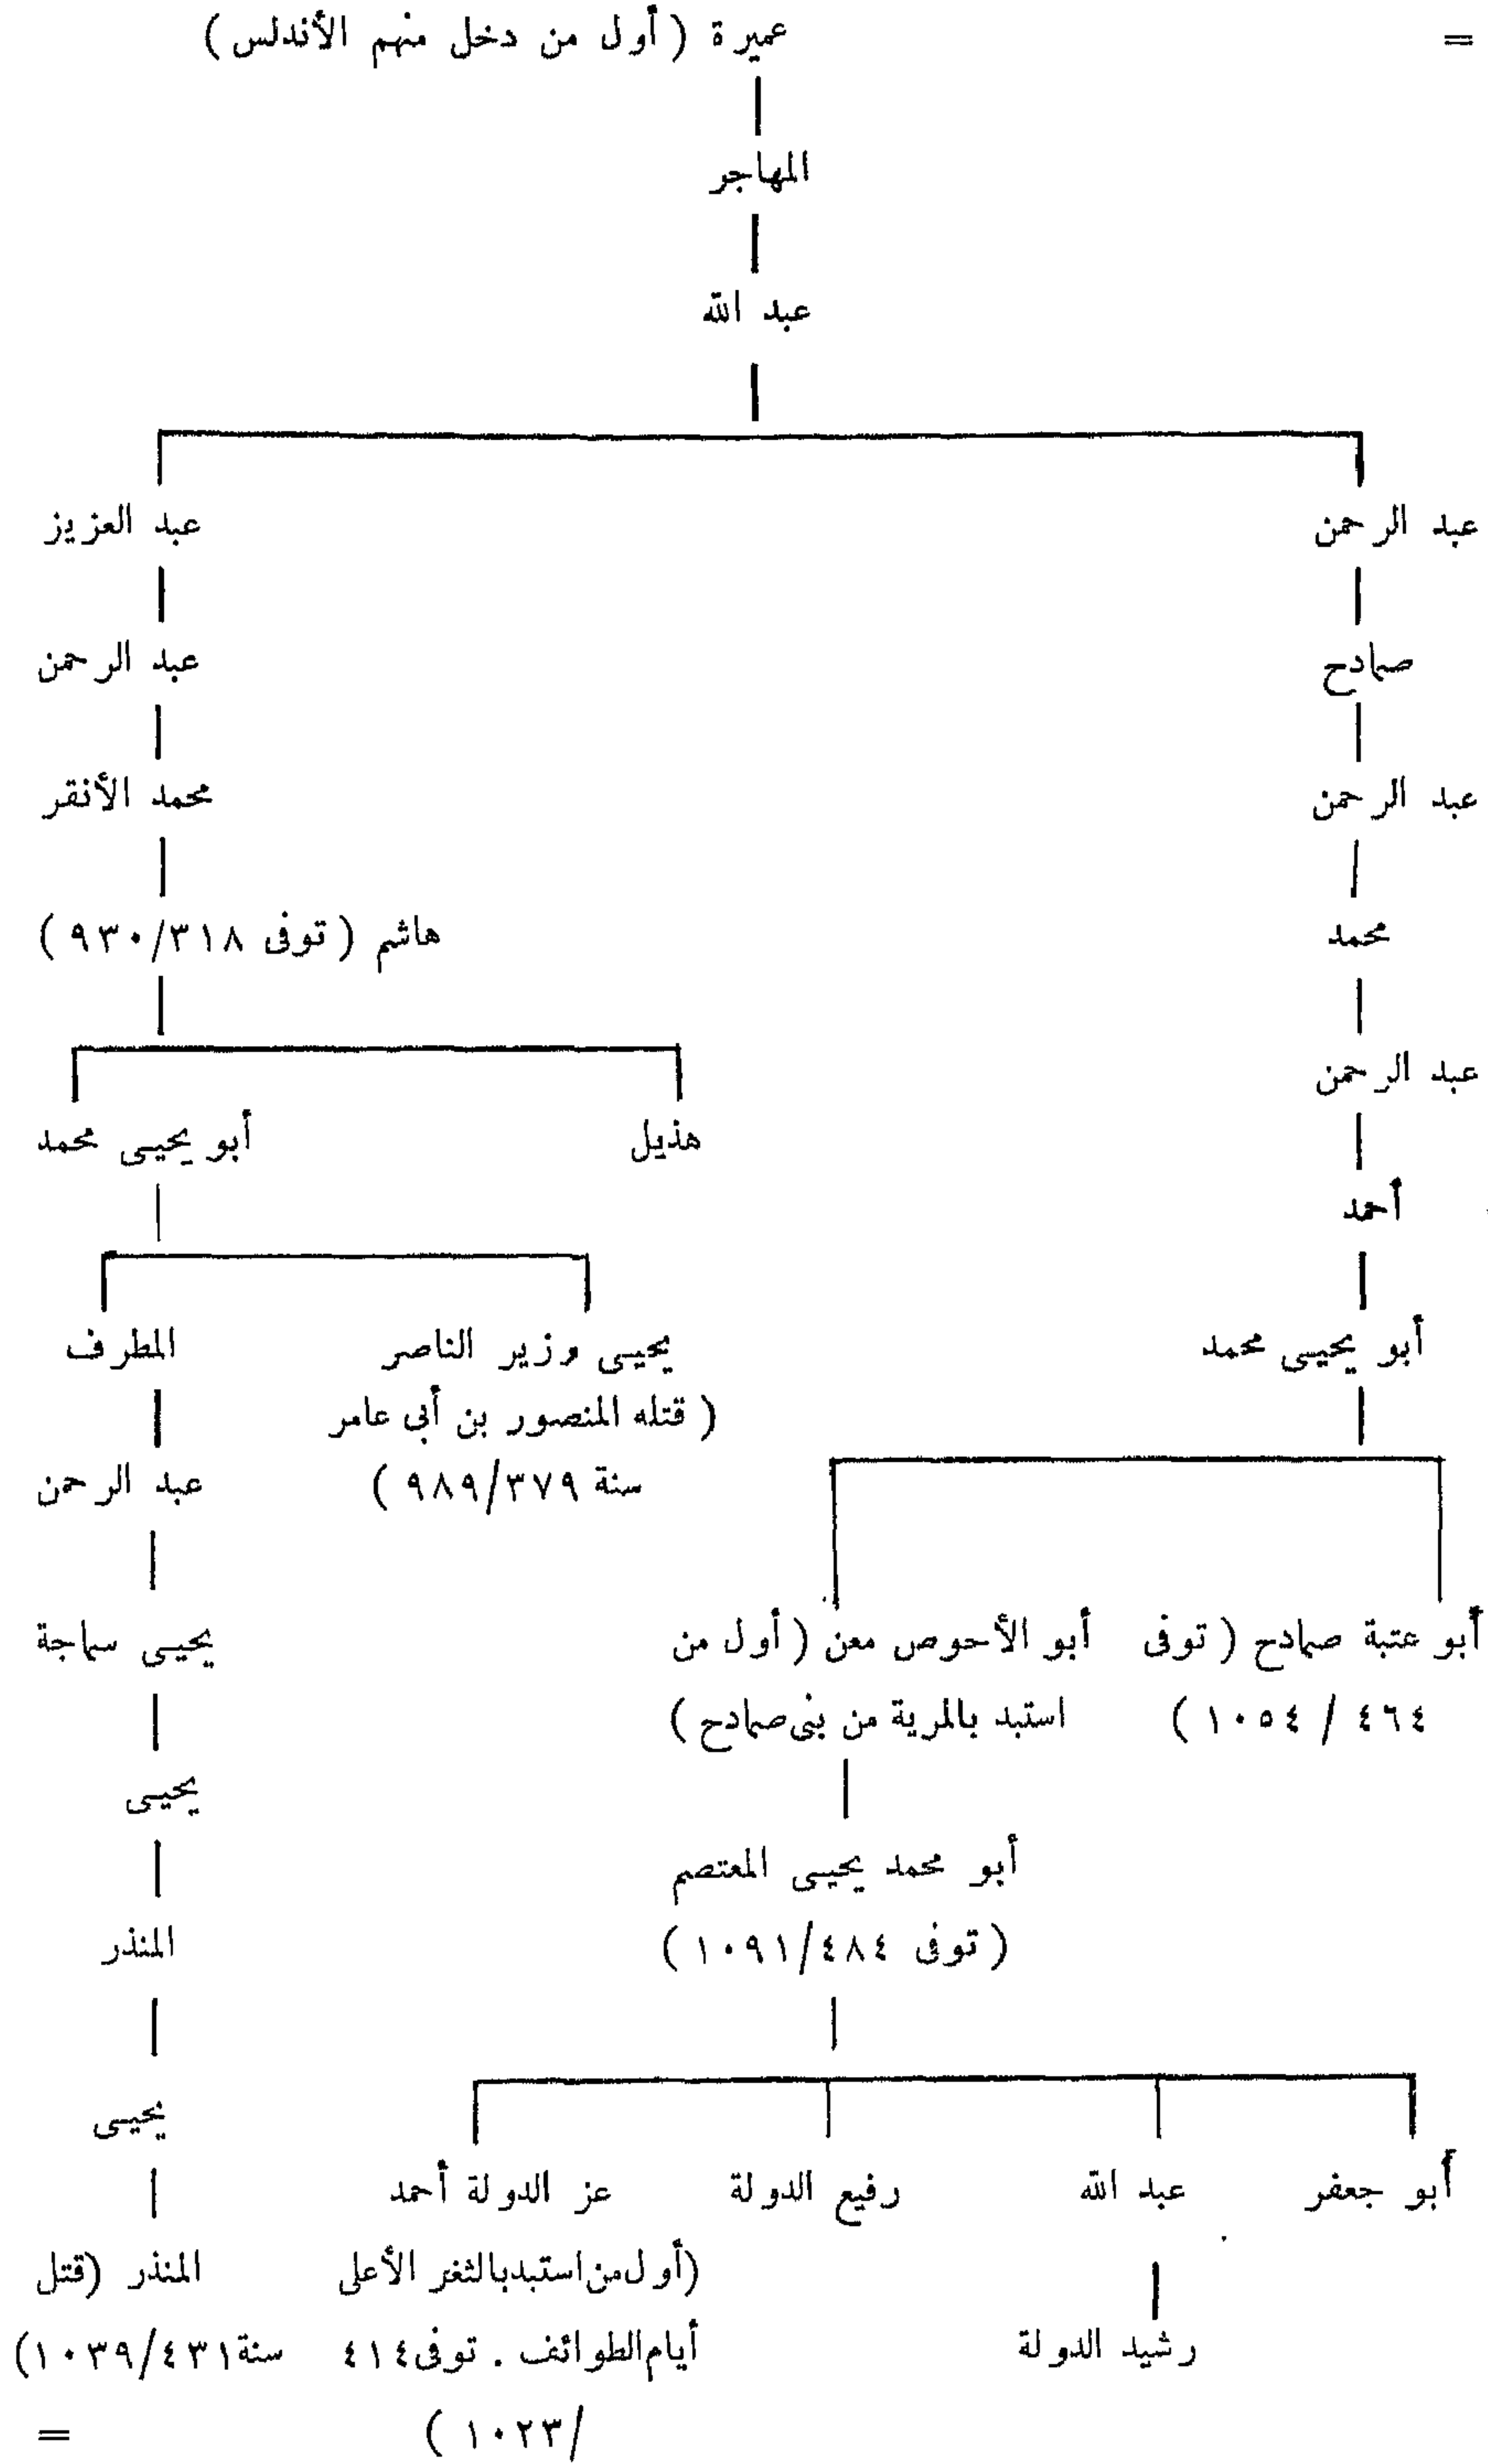 =
عميرة ( أول من دخل منهم الأندلس )
المهاجر
عبد الله
عبد الرحمن
عبد العزيز
صمادح
عبد الرحمن
عبد الرحمن
محمد الأنقر
محمد
هاشم ( توفى ٣١٨/٩٣٠ )
عبد الرحمن
هذيل
أبو يحيى محمد
أحمد
أبو يحيى محمد
يحيى وزير الناصر
( قتله المنصور بن أبى عامر
سنة ٣٧٩/٩٨٩ )
المطرف
عبد الرحمن
أبو عتبة صمادح ( توفى
٤٦٤ / ١٠٥٤ )
أبو الأحوص معن ( أول من
استبد بالمرية من بنى صمادح )
يحيى سماجة
يحيى
أبو محمد يحيى المعتصم
( توفى ٤٨٤/١٠٩١ )
المنذر
يحيى
أبو جعفر
عبد الله
رفيع الدولة
عز الدولة أحمد
(أول من استبد بالثغر الأعلى
أيام الطوائف . توفى ٤١٤
/١٠٢٣ )
المنذر (قتل
سنة ٤٣١/١٠٣٩)
رشيد الدولة
=